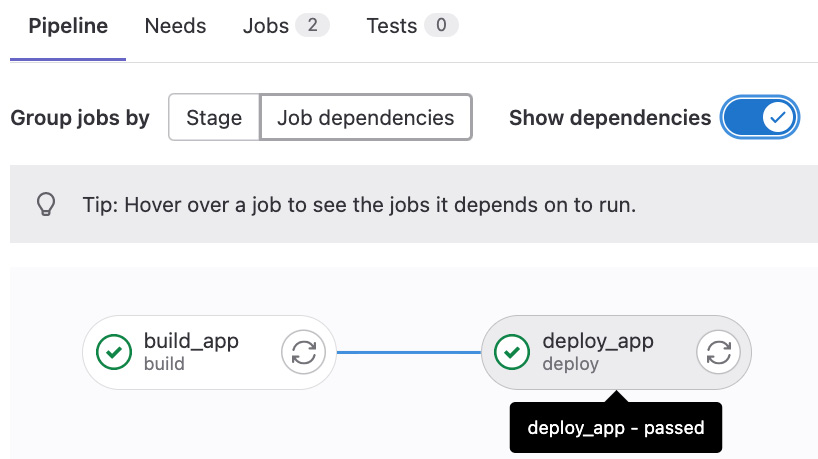 Pipeline Needs Jobs 2 Tests 0
Group jobs by Stage Job dependencies Show dependencies
Tip: Hover over a job to see the jobs it depends on to run.
build_app
build
deploy_app
deploy
deploy_app - passed